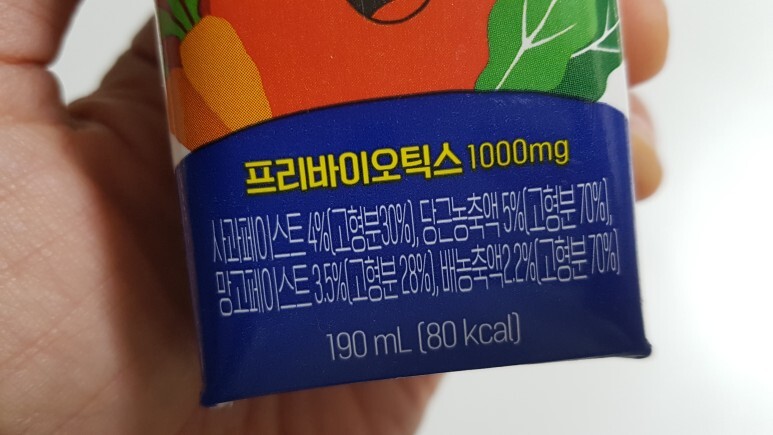 프리바이오틱스 1000mg
사과페이스트 4%(고형분30%), 당근농축액 5%(고형분 70%),
망고페이스트 3.5%(고형분 28%), 배농축액2.2%(고형분70%)
190 mL (80 kcal)